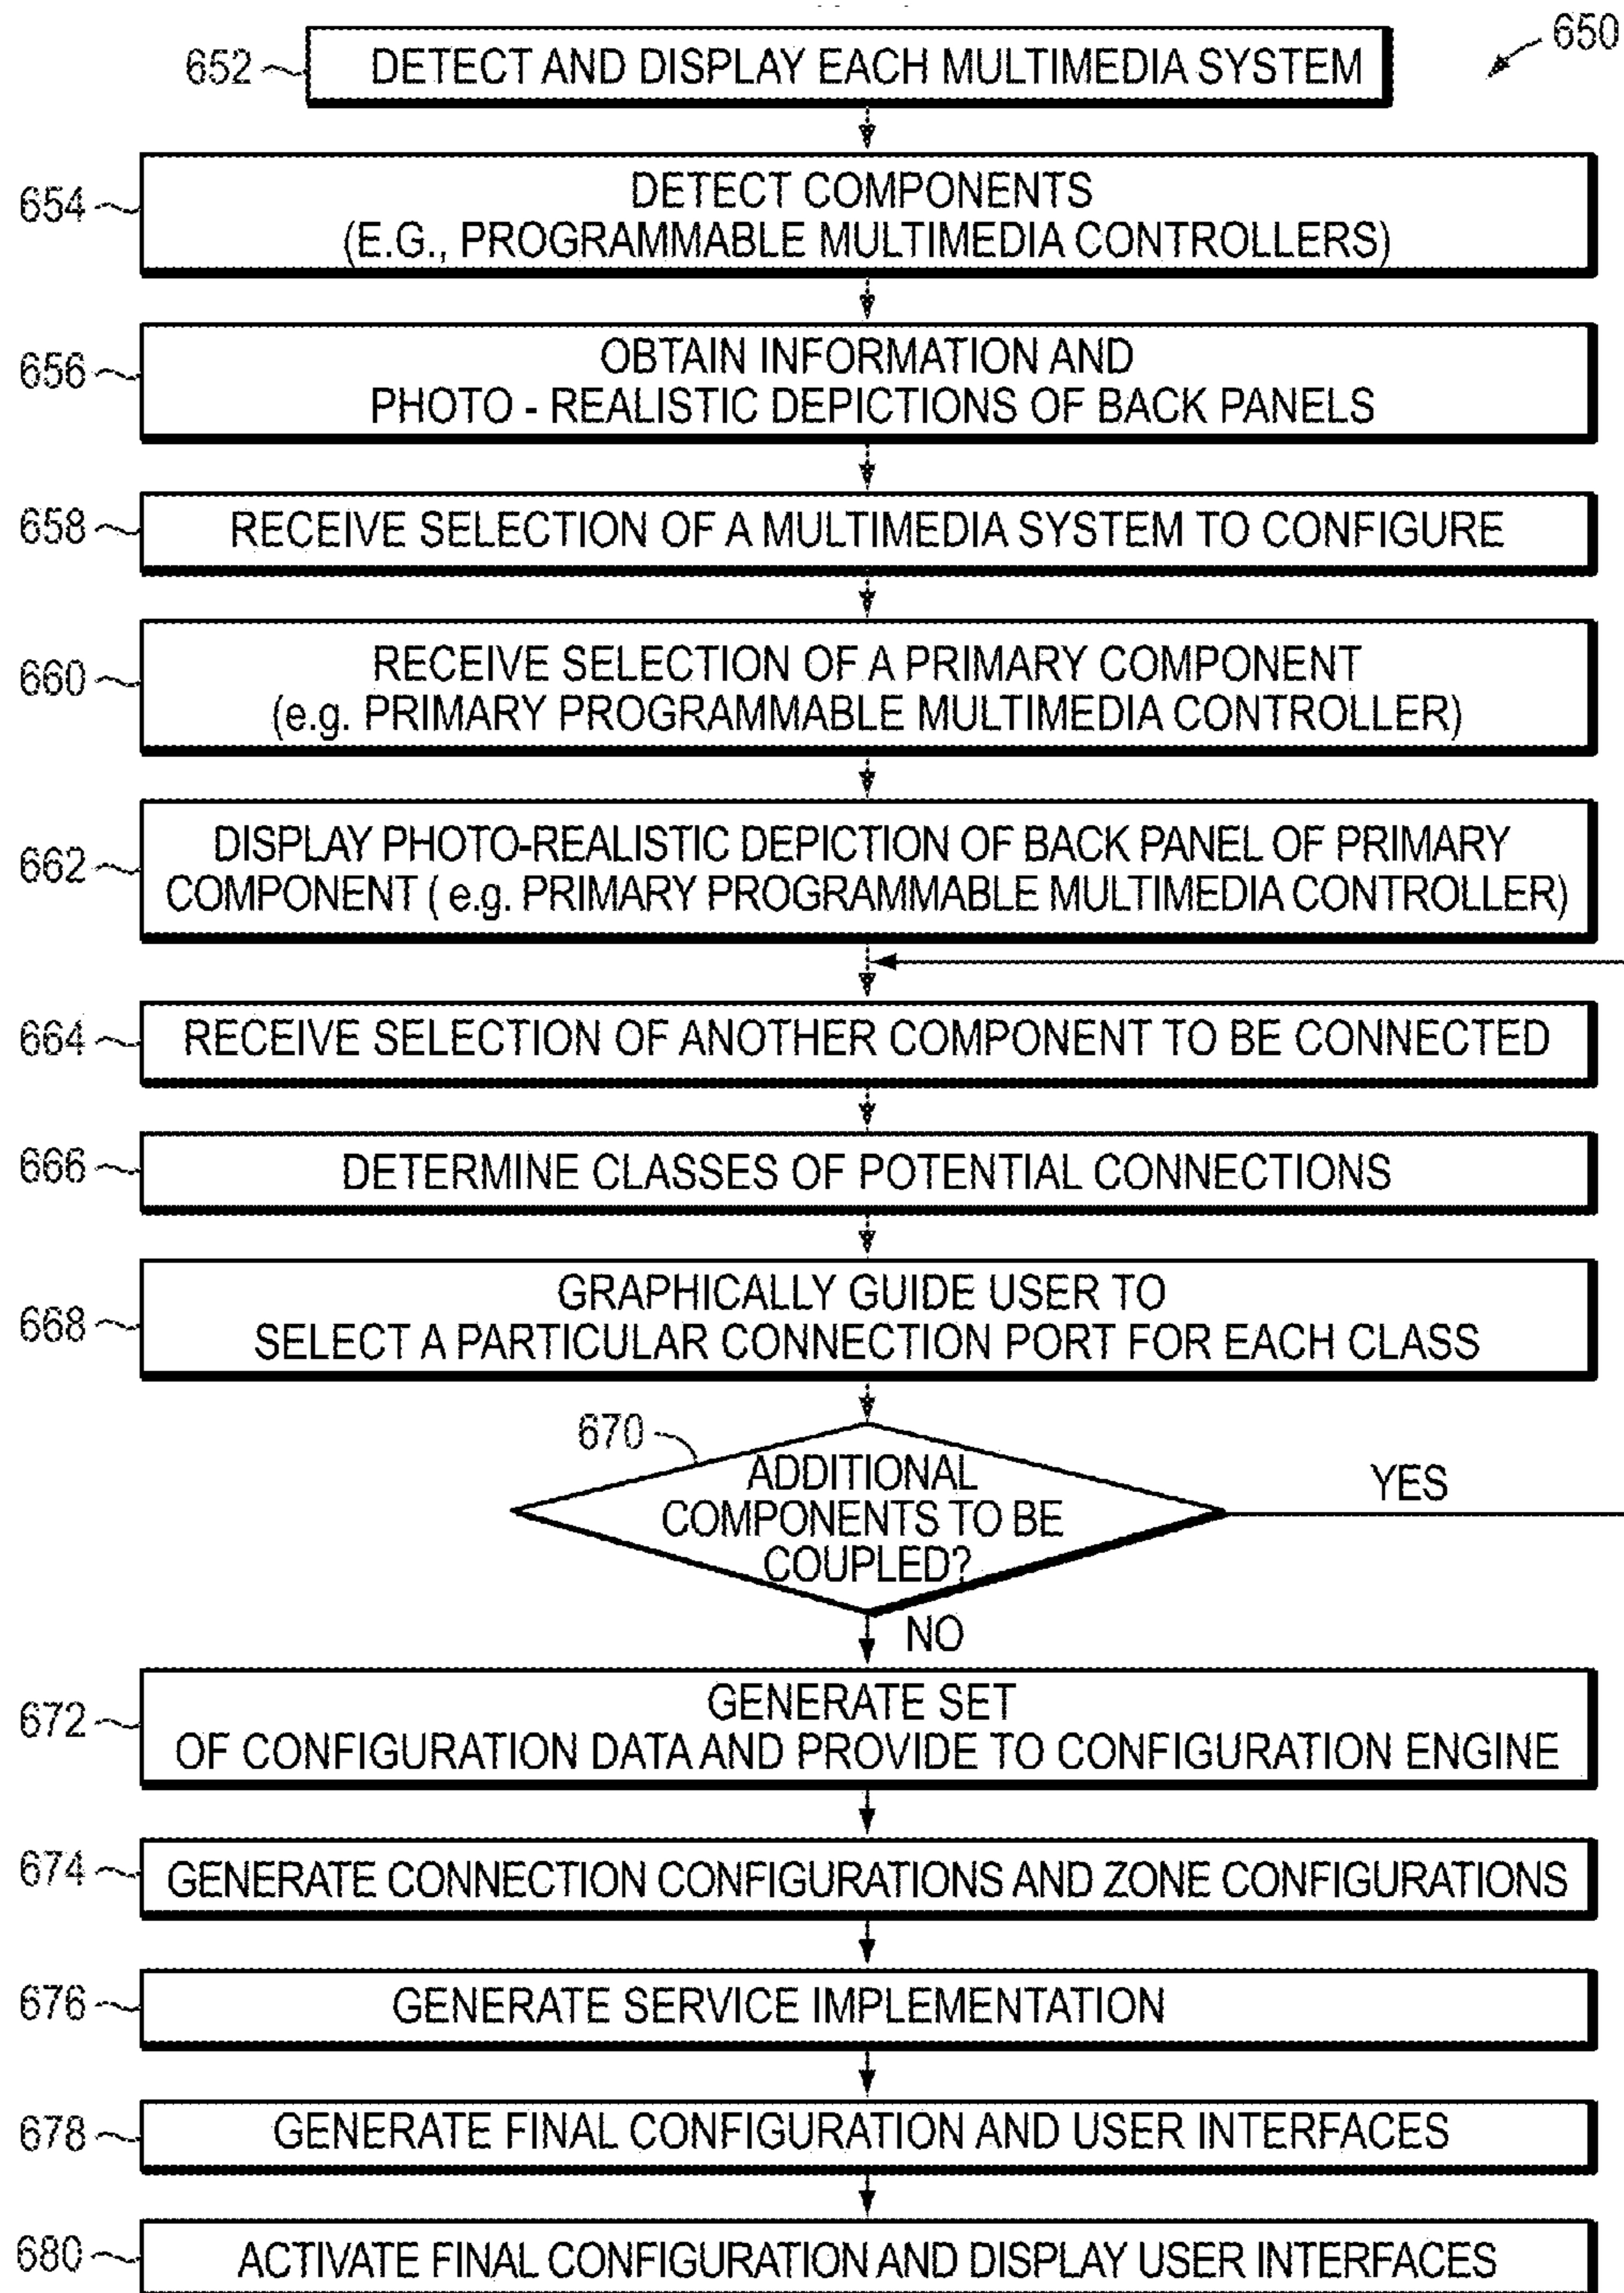 650
652 DETECT AND DISPLAY EACH MULTIMEDIA SYSTEM
654 DETECT COMPONENTS
(E.G., PROGRAMMABLE MULTIMEDIA CONTROLLERS)
656 OBTAIN INFORMATION AND
PHOTO - REALISTIC DEPICTIONS OF BACK PANELS
658 RECEIVE SELECTION OF A MULTIMEDIA SYSTEM TO CONFIGURE
660 RECEIVE SELECTION OF A PRIMARY COMPONENT
(e.g. PRIMARY PROGRAMMABLE MULTIMEDIA CONTROLLER)
662 DISPLAY PHOTO-REALISTIC DEPICTION OF BACK PANEL OF PRIMARY
COMPONENT ( e.g. PRIMARY PROGRAMMABLE MULTIMEDIA CONTROLLER)
664 RECEIVE SELECTION OF ANOTHER COMPONENT TO BE CONNECTED
666 DETERMINE CLASSES OF POTENTIAL CONNECTIONS
668 GRAPHICALLY GUIDE USER TO
SELECT A PARTICULAR CONNECTION PORT FOR EACH CLASS
670
ADDITIONAL
COMPONENTS TO BE
COUPLED?
YES
NO
672 GENERATE SET
OF CONFIGURATION DATA AND PROVIDE TO CONFIGURATION ENGINE
674 GENERATE CONNECTION CONFIGURATIONS AND ZONE CONFIGURATIONS
676 GENERATE SERVICE IMPLEMENTATION
678 GENERATE FINAL CONFIGURATION AND USER INTERFACES
680 ACTIVATE FINAL CONFIGURATION AND DISPLAY USER INTERFACES